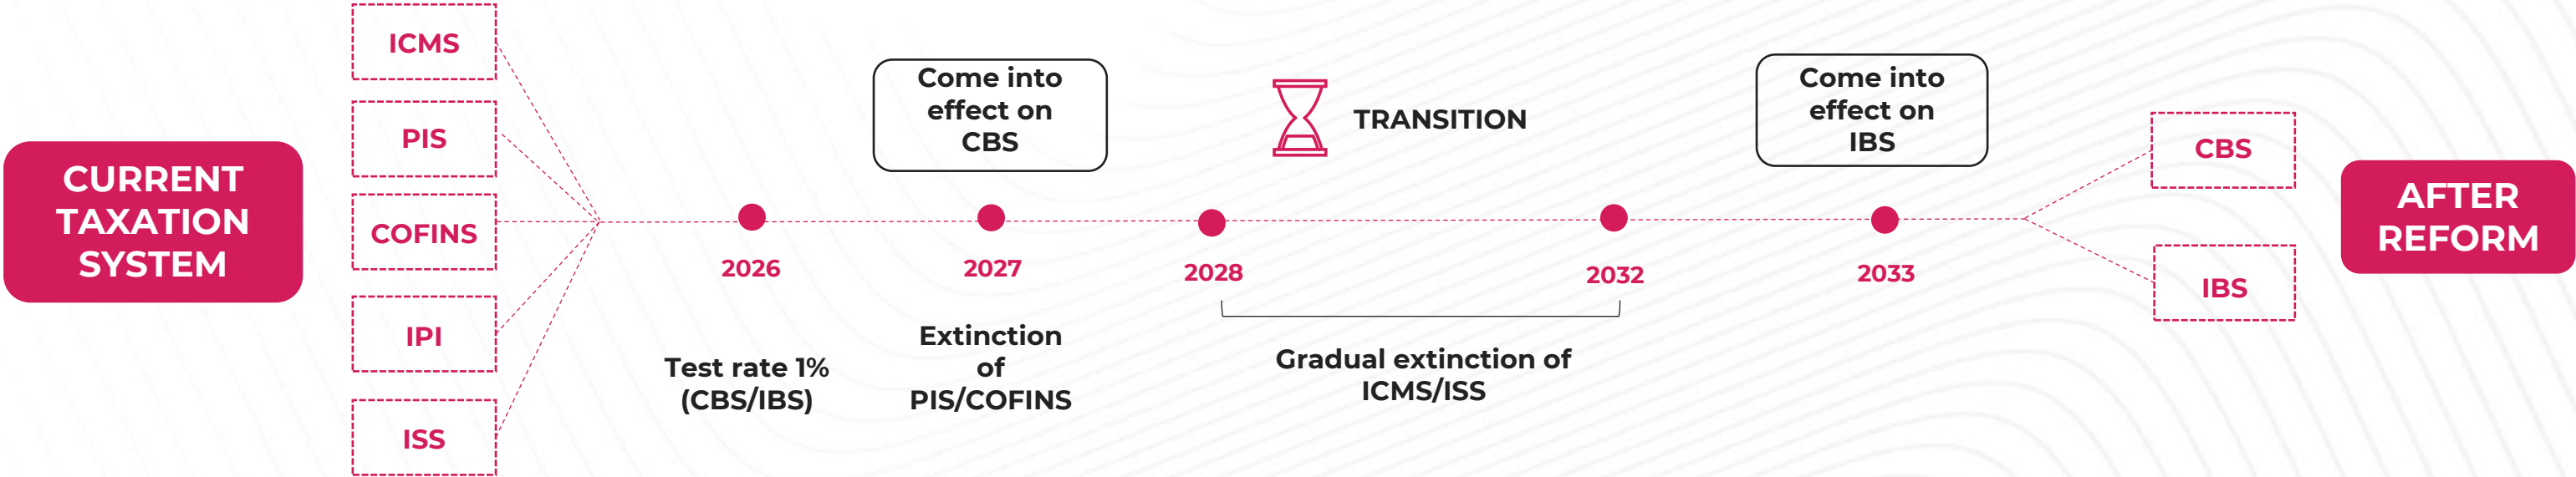 CURRENT
TAXATION
SYSTEM
ICMS
PIS
COFINS
IPI
ISS
2026
Test rate 1%
(CBS/IBS)
Come into
effect on
CBS
2027
Extinction
of
PIS/COFINS
TRANSITION
2028
2032
Gradual extinction of
ICMS/ISS
Come into
effect on
IBS
2033
CBS
IBS
AFTER
REFORM